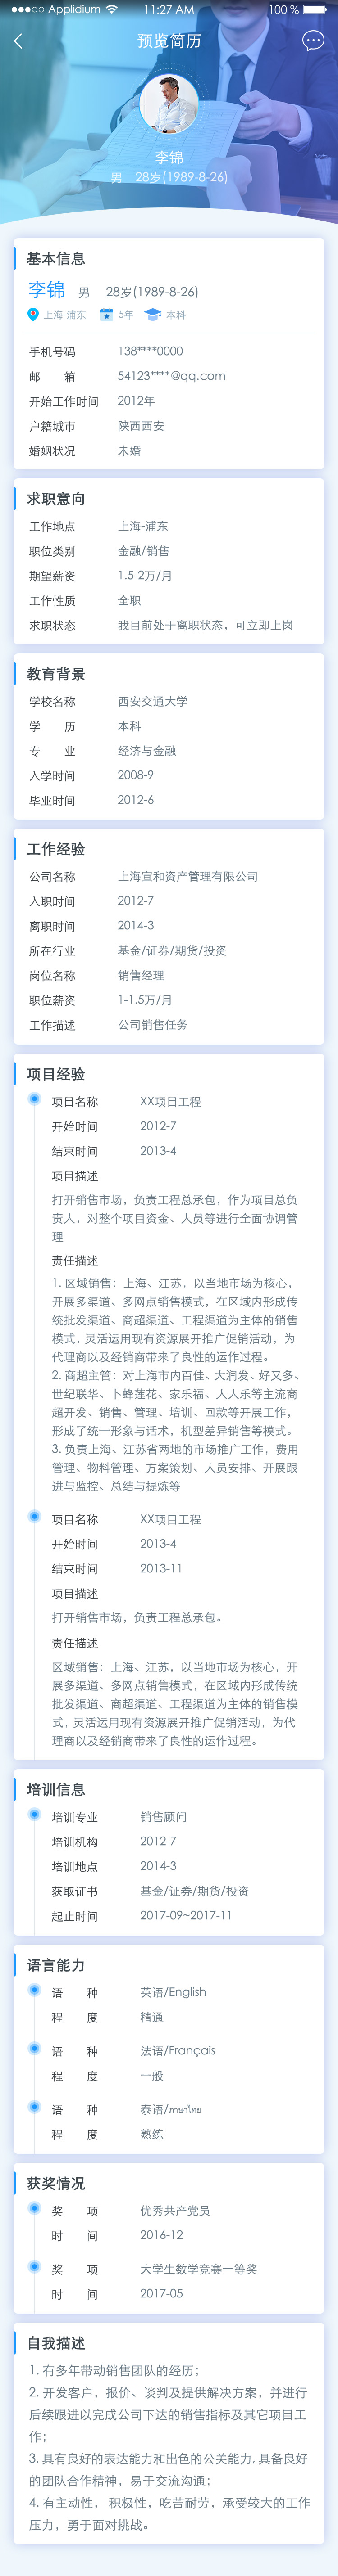 Applidium 11:27 AM 100 %
预览简历
李锦
男 28岁(1989-8-26)
基本信息
李锦 男 28岁(1989-8-26)
上海-浦东 5年 本科
手机号码 138****0000
邮 箱 54123****@qq.com
开始工作时间 2012年
户籍城市 陕西西安
婚姻状况 未婚
求职意向
工作地点 上海-浦东
职位类别 金融/销售
期望薪资 1.5-2万/月
工作性质 全职
求职状态 我目前处于离职状态，可立即上岗
教育背景
学校名称 西安交通大学
学 历 本科
专 业 经济与金融
入学时间 2008-9
毕业时间 2012-6
工作经验
公司名称 上海宣和资产管理有限公司
入职时间 2012-7
离职时间 2014-3
所在行业 基金/证券/期货/投资
岗位名称 销售经理
职位薪资 1-1.5万/月
工作描述 公司销售任务
项目经验
项目名称 XX项目工程
开始时间 2012-7
结束时间 2013-4
项目描述
打开销售市场，负责工程总承包，作为项目总负
责人，对整个项目资金、人员等进行全面协调管
理
责任描述
1. 区域销售：上海、江苏，以当地市场为核心，
开展多渠道、多网点销售模式，在区域内形成传
统批发渠道、商超渠道、工程渠道为主体的销售
模式，灵活运用现有资源展开推广促销活动，为
代理商以及经销商带来了良性的运作过程。
2. 商超主管：对上海市内百佳、大润发、好又多、
世纪联华、卜蜂莲花、家乐福、人人乐等主流商
超开发、销售、管理、培训、回款等开展工作，
形成了统一形象与话术，机型差异销售等模式。
3. 负责上海、江苏省两地的市场推广工作，费用
管理、物料管理、方案策划、人员安排、开展跟
进与监控、总结与提炼等
项目名称 XX项目工程
开始时间 2013-4
结束时间 2013-11
项目描述
打开销售市场，负责工程总承包。
责任描述
区域销售：上海、江苏，以当地市场为核心，开
展多渠道、多网点销售模式，在区域内形成传统
批发渠道、商超渠道、工程渠道为主体的销售模
式，灵活运用现有资源展开推广促销活动，为代
理商以及经销商带来了良性的运作过程。
培训信息
培训专业 销售顾问
培训机构 2012-7
培训地点 2014-3
获取证书 基金/证券/期货/投资
起止时间 2017-09~2017-11
语言能力
语 种 英语/English
程 度 精通
语 种 法语/Français
程 度 一般
语 种 泰语/ภาษาไทย
程 度 熟练
获奖情况
奖 项 优秀共产党员
时 间 2016-12
奖 项 大学生数学竞赛一等奖
时 间 2017-05
自我描述
1. 有多年带动销售团队的经历；
2. 开发客户，报价、谈判及提供解决方案，并进行
后续跟进以完成公司下达的销售指标及其它项目工
作；
3. 具有良好的表达能力和出色的公关能力，具备良好
的团队合作精神，易于交流沟通；
4. 有主动性， 积极性，吃苦耐劳，承受较大的工作
压力，勇于面对挑战。